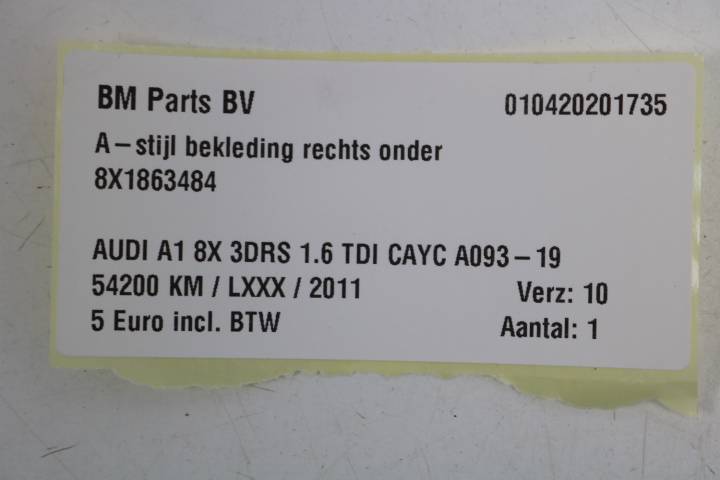 BM Parts BV 010420201735
A-stijl bekleding rechts onder
8X1863484
AUDI A1 8X 3DRS 1.6 TDI CAYC A093-19
54200 KM / LXXX / 2011 Verz: 10
5 Euro incl. BTW Aantal: 1